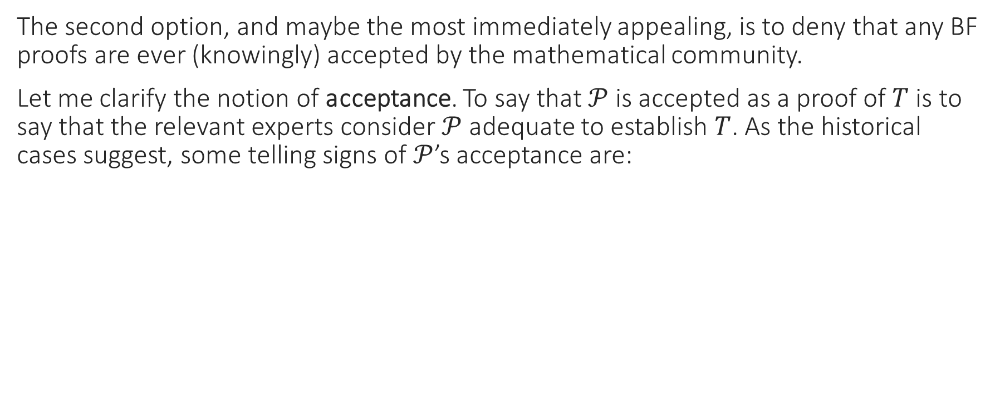 The second option, and maybe the most immediately appealing, is to deny that any BF
proofs are ever (knowingly) accepted by the mathematical community.
Let me clarify the notion of acceptance. To say that 𝒫 is accepted as a proof of 𝑇 is to
say that the relevant experts consider 𝒫 adequate to establish 𝑇. As the historical
cases suggest, some telling signs of 𝒫’s acceptance are: